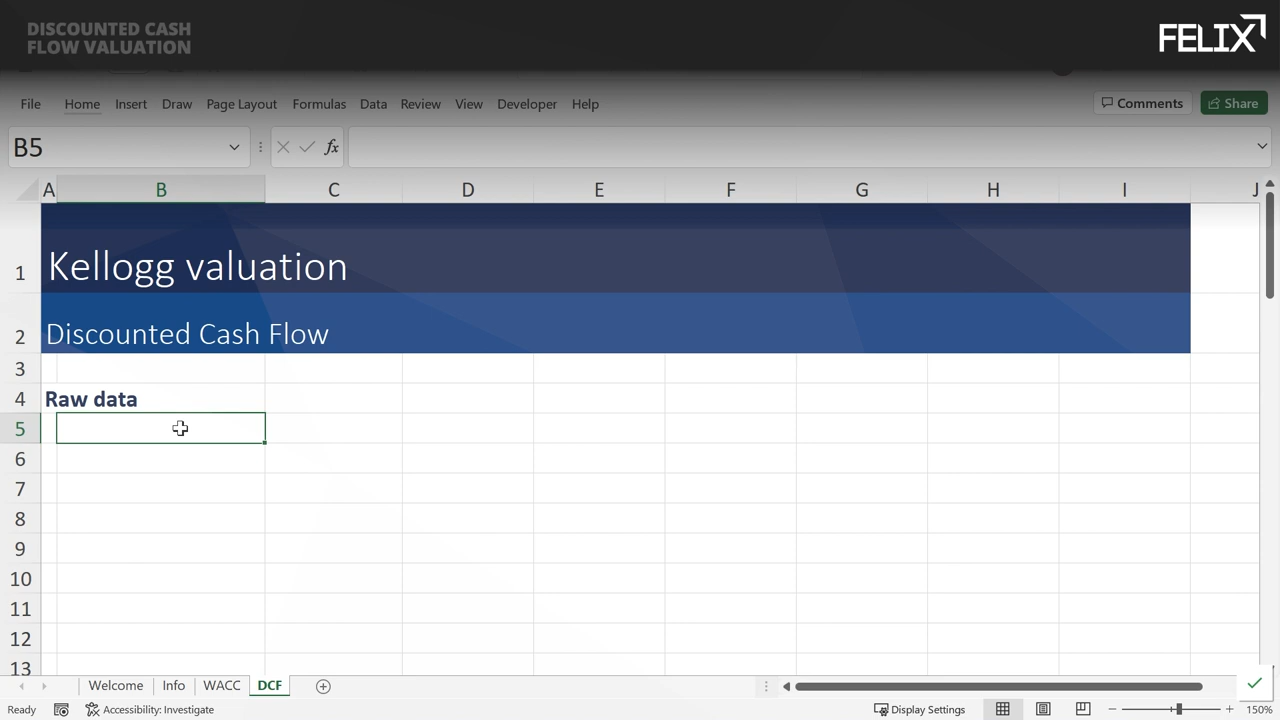 DISCOUNTED CASH
FLOW VALUATION
FELIX
File Home Insert Draw Page Layout Formulas Data Review View Developer Help Comments Share
B5 fx
A B C D E F G H I J
1 Kellogg valuation
2 Discounted Cash Flow
3
4 Raw data
5
6
7
8
9
10
11
12
13
Welcome Info WACC DCF
Ready Accessibility: Investigate Display Settings 150%